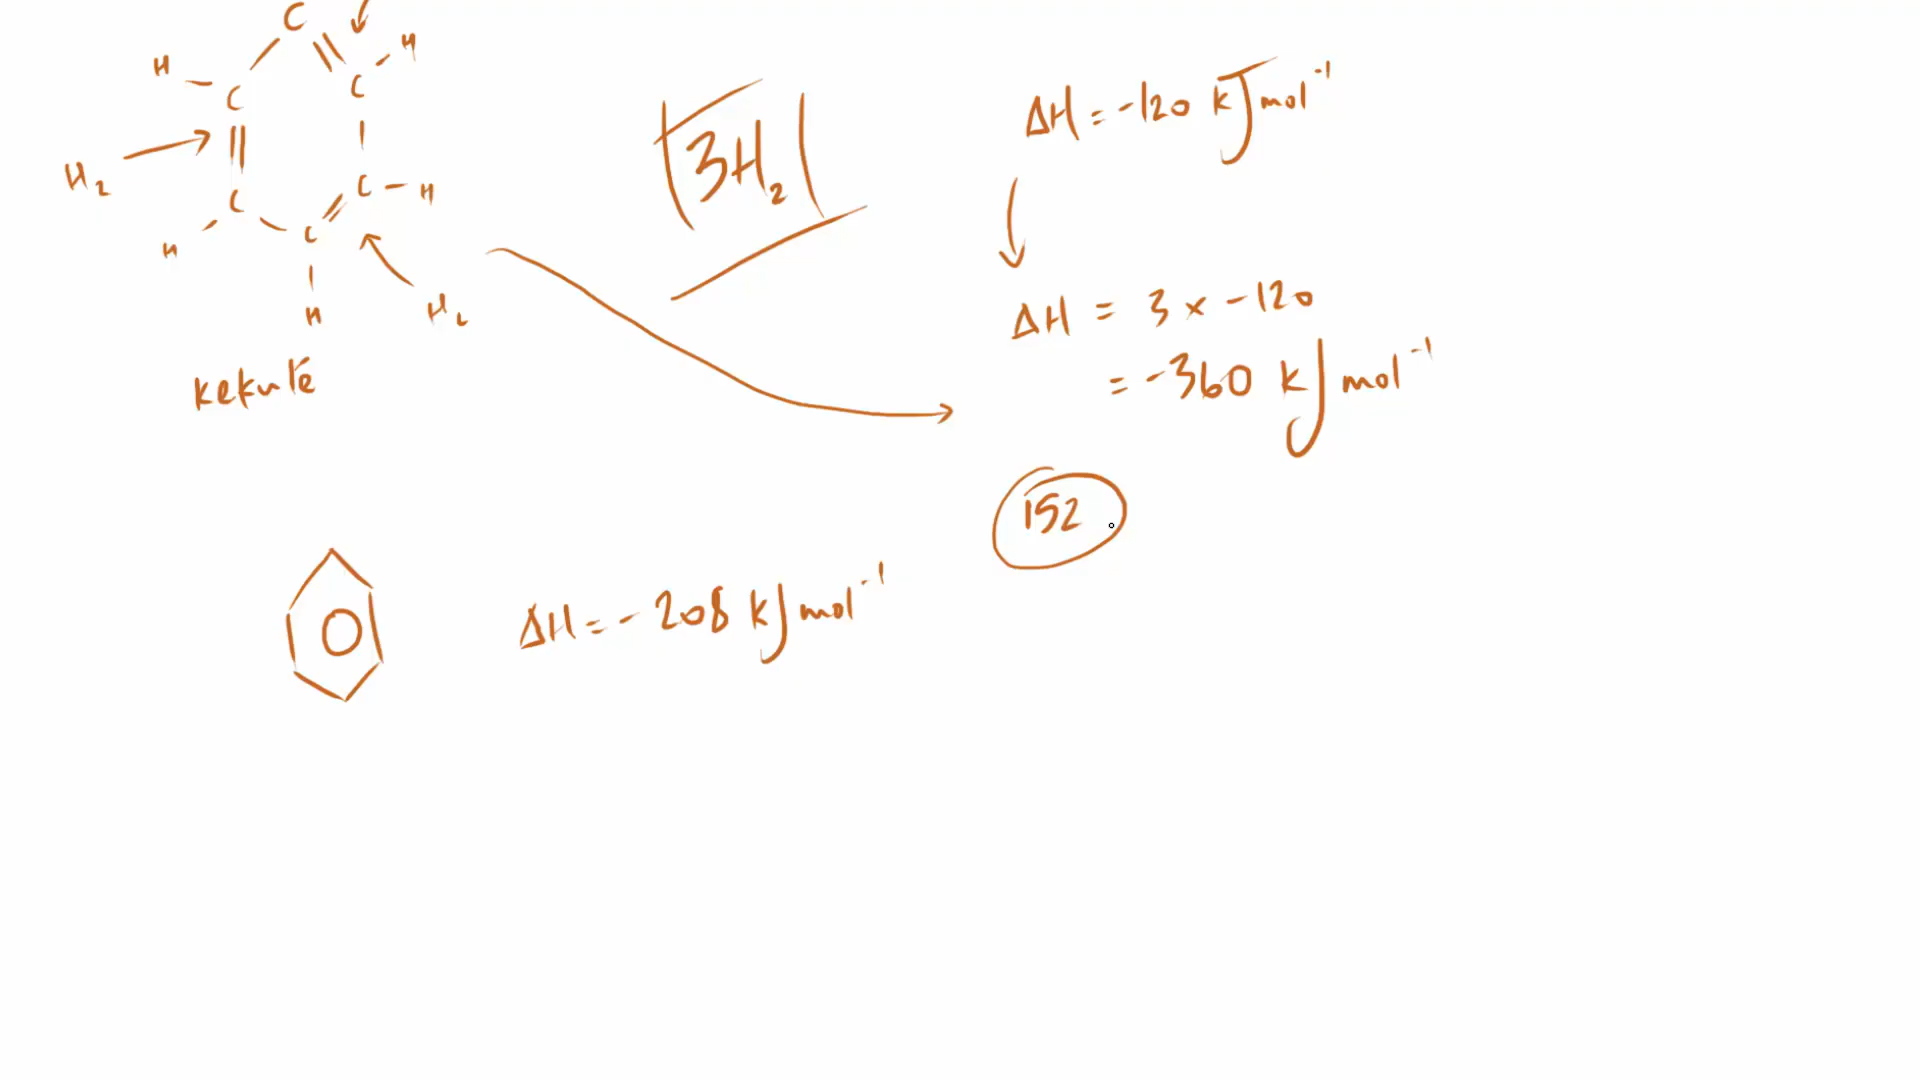 C
H
H
C
C
H₂
3H₂
ΔH = -120 kJ mol⁻¹
C
C - H
H
C
H
H₂
ΔH = 3 x -120
= -360 kJ mol⁻¹
kekulé
152
ΔH = - 208 kJ mol⁻¹